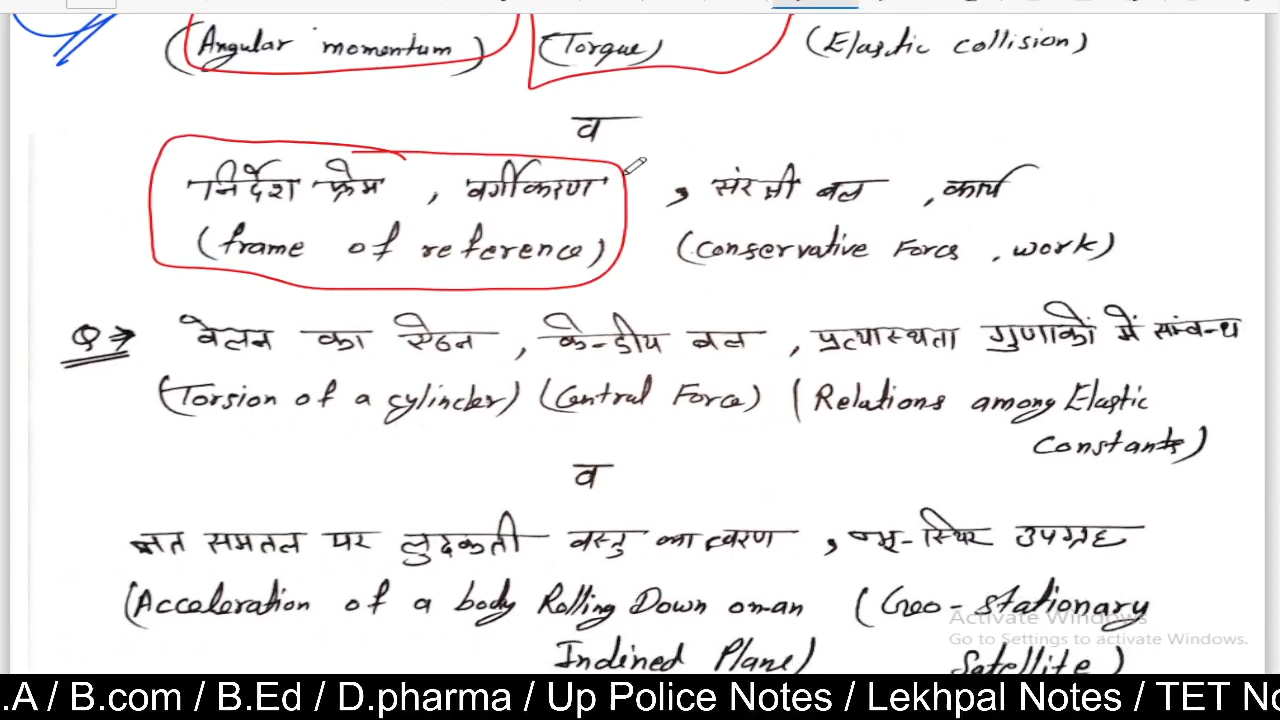 (Angular momentum) (Torque) (Elastic collision)
व
निर्देश फ्रेम , वर्गीकरण , संरक्षी बल , कार्य
(frame of reference) (conservative Force , work)
Q→ बेलन का ऐंठन , केन्द्रीय बल , प्रत्यास्थता गुणांकों में सम्बन्ध
(Torsion of a cylinder) (Central Force) (Relations among Elastic
Constants)
व
नत समतल पर लुढकती वस्तु का त्वरण , भू-स्थिर उपग्रह
(Acceleration of a body Rolling Down on an (Geo-stationary
Inclined Plane) Satellite)
Activate Windows
Go to Settings to activate Windows.
.A / B.com / B.Ed / D.pharma / Up Police Notes / Lekhpal Notes / TET No